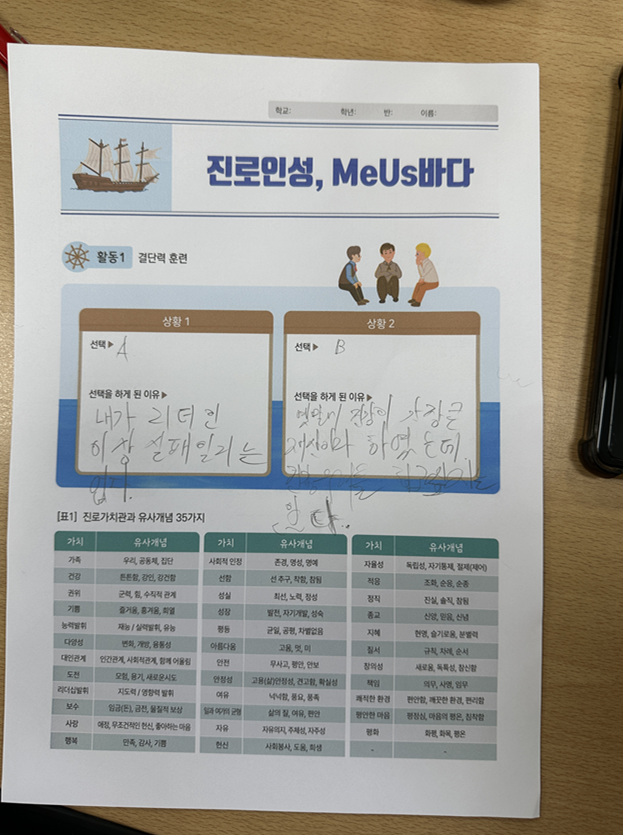 학교: 학년: 반: 이름:
진로인성, MeUs바다
활동1 결단력 훈련
상황 1
선택▶ A
선택을 하게 된 이유▶
내가 리더인
이상 실패일리는
없지.
상황 2
선택▶ B
선택을 하게 된 이유▶
옛말에 건강이 가장 큰
재산이라 하였는데
일 다.
[표1] 진로가치관과 유사개념 35가지
가치 유사개념 가치 유사개념 가치 유사개념
가족 우리, 공동체, 집단 사회적 인정 존경, 명성, 명예 자율성 독립성, 자기통제, 절제(제어)
건강 튼튼함, 강인, 강건함 선함 선 추구, 착함, 참됨 적응 조화, 순응, 순종
권위 군력, 힘, 수직적 관계 성실 최선, 노력, 정성 정직 진실, 솔직, 참됨
기쁨 즐거움, 흥겨움, 희열 성장 발전, 자기계발, 성숙 종교 신앙, 믿음, 신념
능력발휘 재능 / 실력발휘, 유능 평등 균일, 공평, 차별없음 지혜 현명, 슬기로움, 분별력
다양성 변화, 개방, 융통성 아름다움 고움, 멋, 미 질서 규칙, 차례, 순서
대인관계 인간관계, 사회적관계, 함께 어울림 안전 무사고, 평안, 안보 창의성 새로움, 독특성, 참신함
도전 모험, 용기, 새로운시도 안정성 고용(삶)안정성, 견고함, 확실성 책임 의무, 사명, 임무
리더십발휘 지도력 / 영향력 발휘 여유 넉넉함, 풍요, 풍족 쾌적한 환경 편안함, 깨끗한 환경, 편리함
보수 임금(돈), 금전, 물질적 보상 일과 여가의 균형 삶의 질, 여유, 편안 평안한 마음 평정심, 마음의 평온, 침착함
사랑 애정, 무조건적인 헌신, 좋아하는 마음 자유 자유의지, 주체성, 자주성 평화 화평, 화목, 평온
행복 만족, 감사, 기쁨 헌신 사회봉사, 도움, 희생 - -